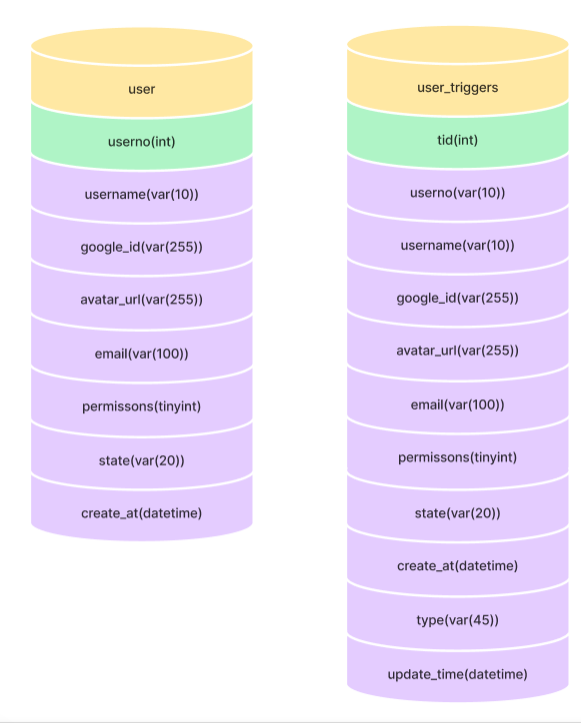 user
userno(int)
username(var(10))
google_id(var(255))
avatar_url(var(255))
email(var(100))
permissons(tinyint)
state(var(20))
create_at(datetime)
user_triggers
tid(int)
userno(var(10))
username(var(10))
google_id(var(255))
avatar_url(var(255))
email(var(100))
permissons(tinyint)
state(var(20))
create_at(datetime)
type(var(45))
update_time(datetime)